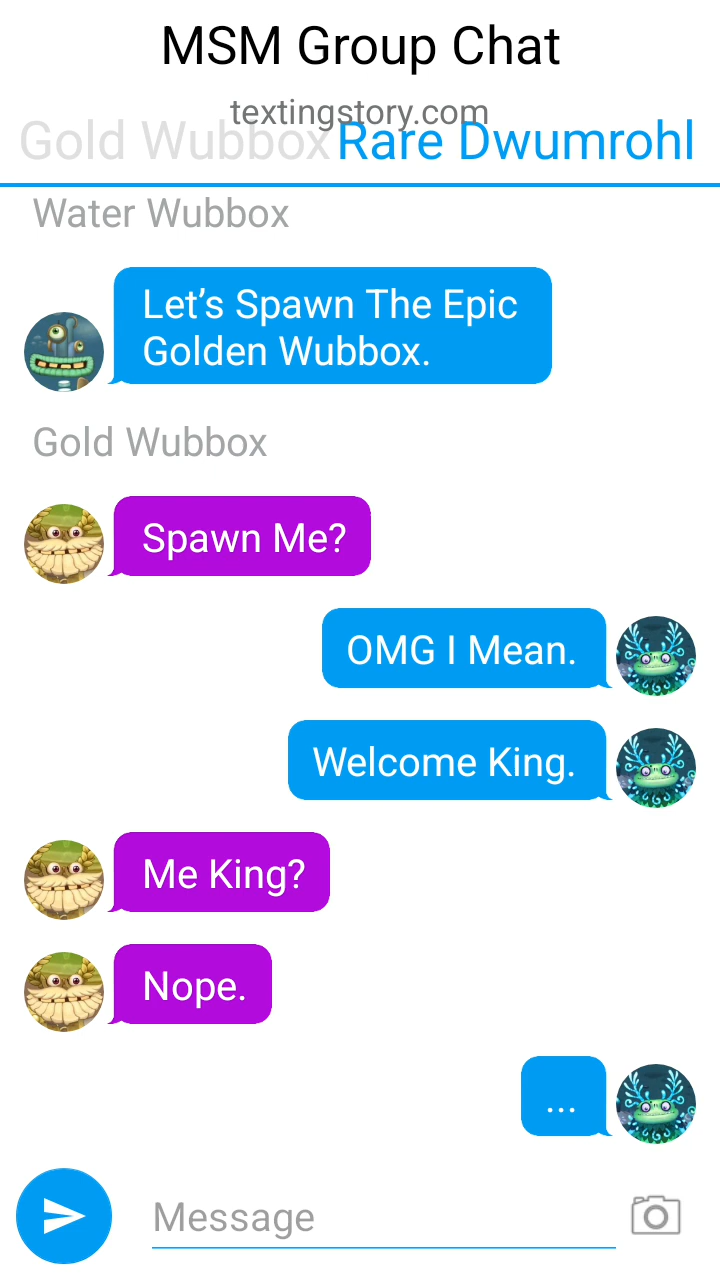 MSM Group Chat
textingstory.com
Gold Wubbox Rare Dwumrohl
Water Wubbox
Let’s Spawn The Epic
Golden Wubbox.
Gold Wubbox
Spawn Me?
OMG I Mean.
Welcome King.
Me King?
Nope.
...
Message